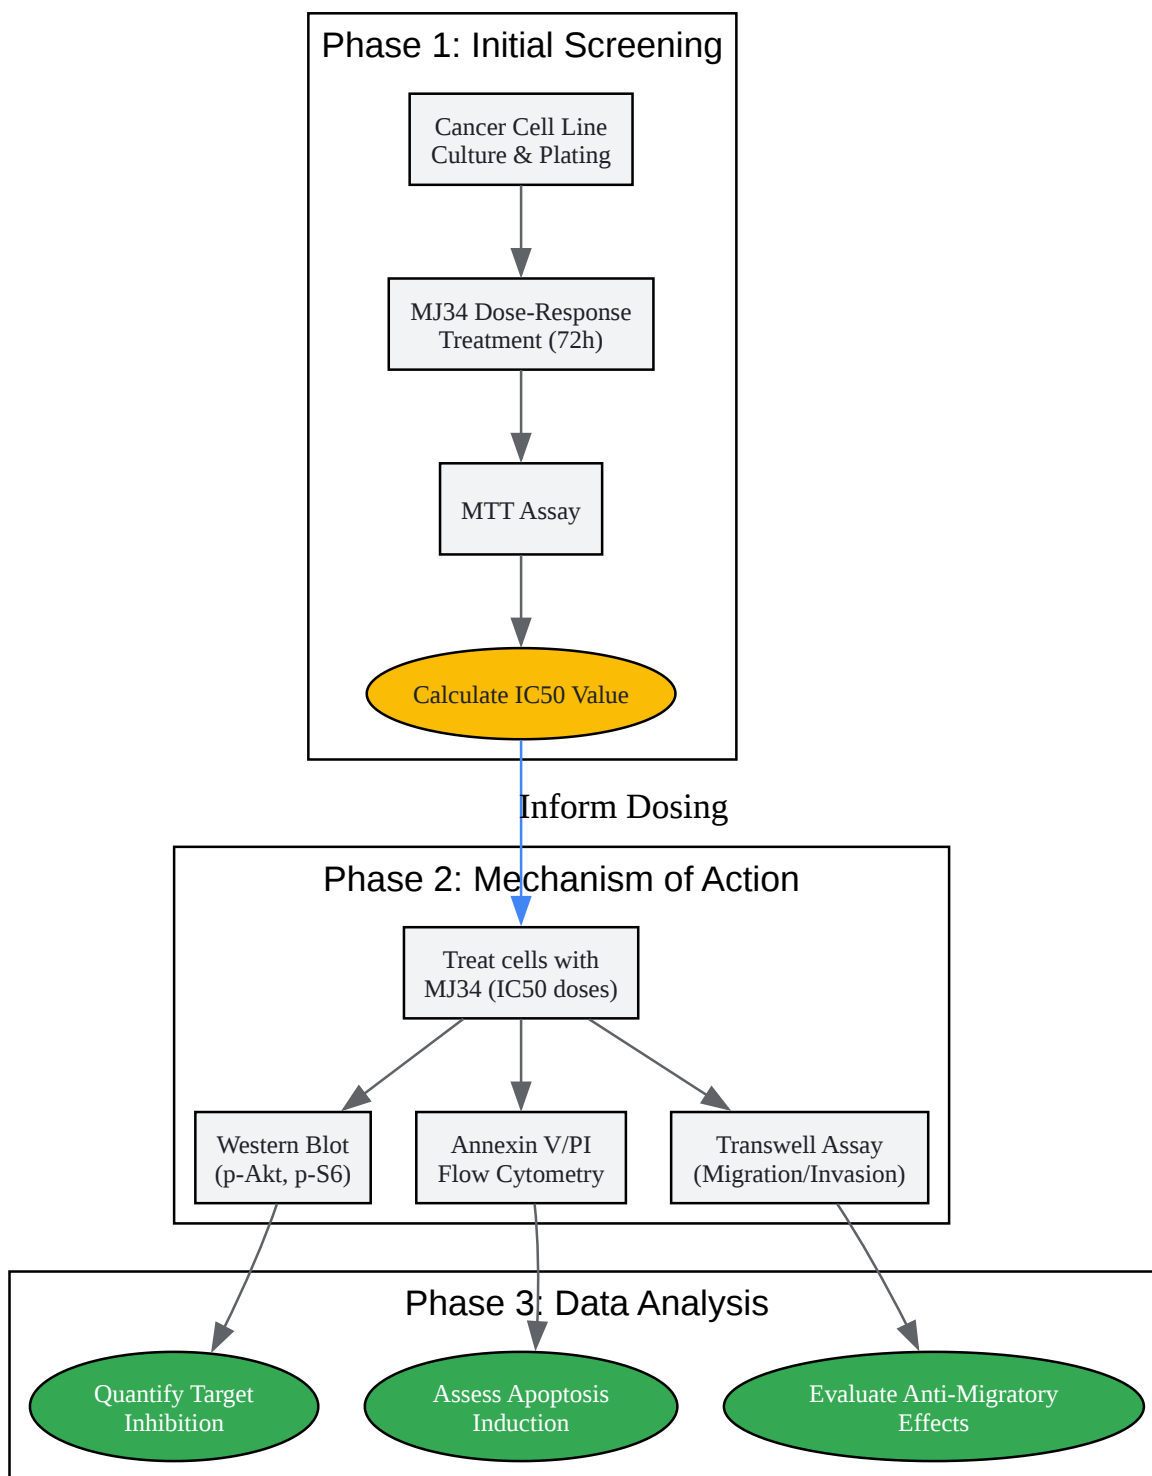 Phase 1: Initial Screening
Cancer Cell Line
Culture & Plating
MJ34 Dose-Response
Treatment (72h)
MTT Assay
Calculate IC50 Value
Inform Dosing
Phase 2: Mechanism of Action
Treat cells with
MJ34 (IC50 doses)
Western Blot
(p-Akt, p-S6)
Annexin V/PI
Flow Cytometry
Transwell Assay
(Migration/Invasion)
Phase 3: Data Analysis
Quantify Target
Inhibition
Assess Apoptosis
Induction
Evaluate Anti-Migratory
Effects